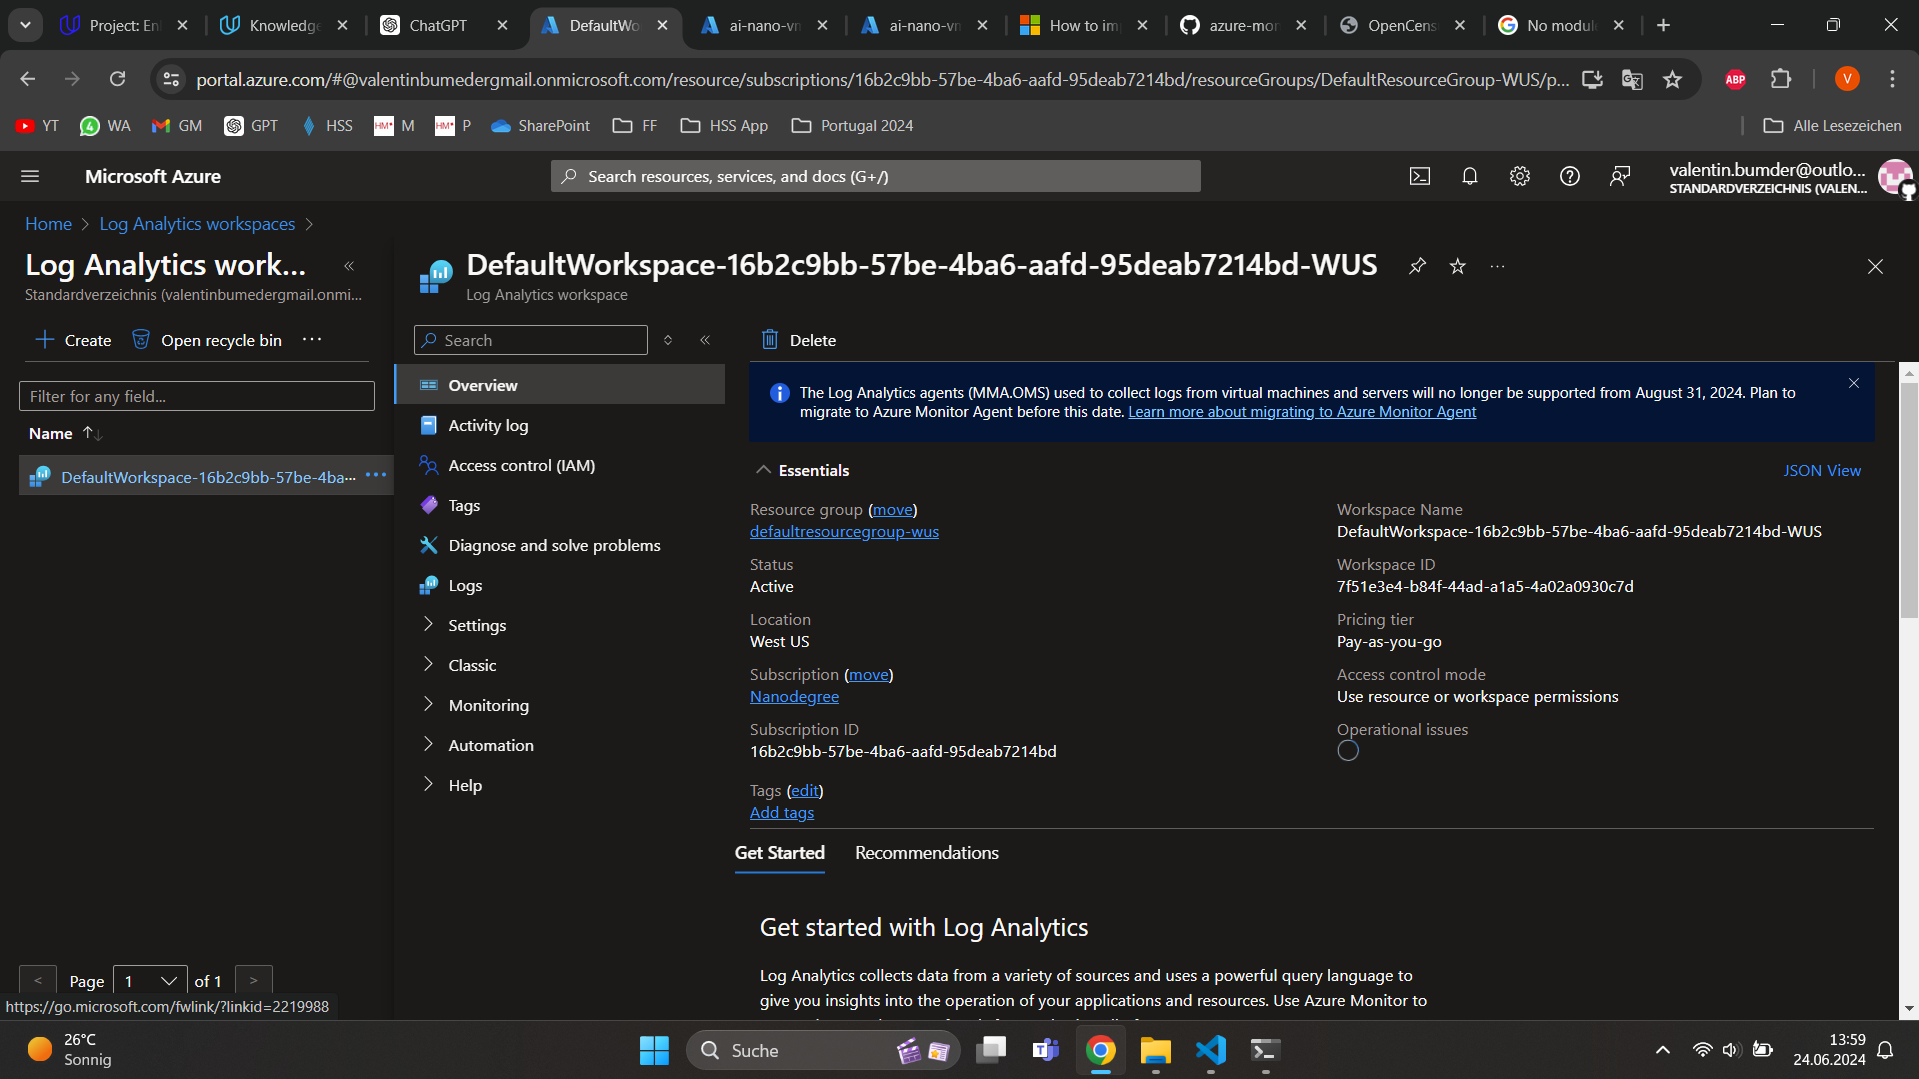 Project: En
Knowledge
ChatGPT
DefaultWo
ai-nano-vm
ai-nano-vm
How to im
azure-mon
OpenCens
No module
portal.azure.com/#@valentinbumedergmail.onmicrosoft.com/resource/subscriptions/16b2c9bb-57be-4ba6-aafd-95deab7214bd/resourceGroups/DefaultResourceGroup-WUS/p...
ABP
V
YT
4
WA
GM
GPT
HSS
HM
M
HM
P
SharePoint
FF
HSS App
Portugal 2024
Alle Lesezeichen
Microsoft Azure
Search resources, services, and docs (G+/)
valentin.bumder@outlo...
STANDARDVERZEICHNIS (VALEN...
Home
Log Analytics workspaces
Log Analytics work...
Standardverzeichnis (valentinbumedergmail.onmi...
Create
Open recycle bin
Filter for any field...
Name
DefaultWorkspace-16b2c9bb-57be-4ba...
Page 1 of 1
https://go.microsoft.com/fwlink/?linkid=2219988
DefaultWorkspace-16b2c9bb-57be-4ba6-aafd-95deab7214bd-WUS
Log Analytics workspace
Search
Overview
Activity log
Access control (IAM)
Tags
Diagnose and solve problems
Logs
Settings
Classic
Monitoring
Automation
Help
Delete
The Log Analytics agents (MMA.OMS) used to collect logs from virtual machines and servers will no longer be supported from August 31, 2024. Plan to
migrate to Azure Monitor Agent before this date. Learn more about migrating to Azure Monitor Agent
Essentials
JSON View
Resource group (move)
defaultresourcegroup-wus
Status
Active
Location
West US
Subscription (move)
Nanodegree
Subscription ID
16b2c9bb-57be-4ba6-aafd-95deab7214bd
Tags (edit)
Add tags
Workspace Name
DefaultWorkspace-16b2c9bb-57be-4ba6-aafd-95deab7214bd-WUS
Workspace ID
7f51e3e4-b84f-44ad-a1a5-4a02a0930c7d
Pricing tier
Pay-as-you-go
Access control mode
Use resource or workspace permissions
Operational issues
Get Started
Recommendations
Get started with Log Analytics
Log Analytics collects data from a variety of sources and uses a powerful query language to
give you insights into the operation of your applications and resources. Use Azure Monitor to
26°C
Sonnig
Suche
13:59
24.06.2024